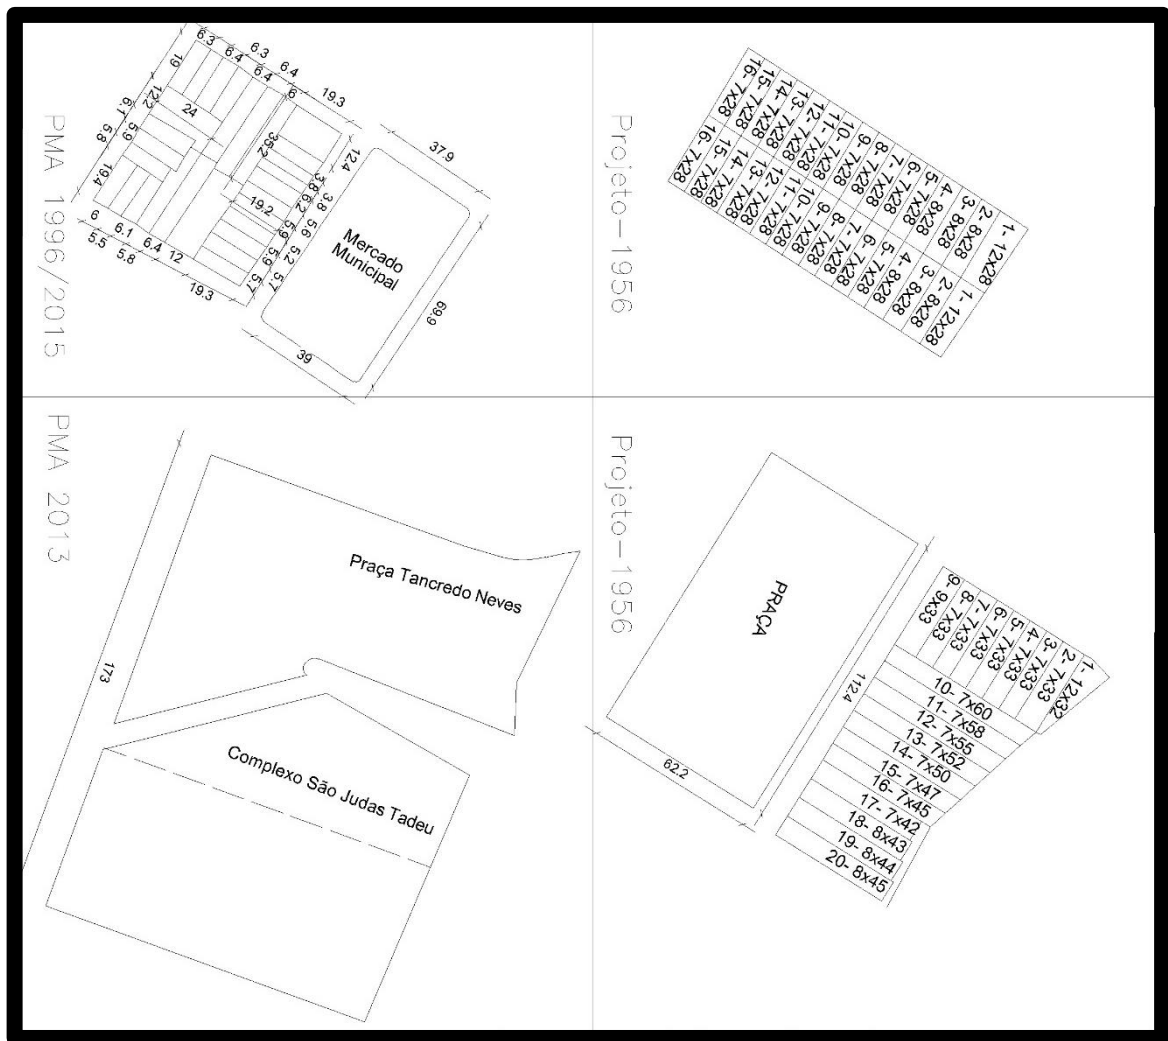 PMA 1996/2015
6.3
6.4
6.3
6.4
6.4
6
19.3
19
12.2
24
6.1
5.9
5.8
19.4
35.2
19.2
3.8
6.2
3.8
5.9
5.6
5.9
5.2
5.7
5.7
6
5.5
6.1
5.8
6.4
12
19.3
12.4
37.9
Mercado
Municipal
69.9
39
Projeto-1956
16- 7x28
15- 7x28
14- 7x28
13- 7x28
12- 7x28
11- 7x28
10- 7x28
9- 7x28
8- 7x28
7- 7x28
6- 7x28
5- 7x28
4- 8x28
3- 8x28
2- 8x28
1- 12x28
16- 7x28
15- 7x28
14- 7x28
13- 7x28
12- 7x28
11- 7x28
10- 7x28
9- 7x28
8- 7x28
7- 7x28
6- 7x28
5- 7x28
4- 8x28
3- 8x28
2- 8x28
1- 12x28
PMA 2013
Praça Tancredo Neves
173
Complexo São Judas Tadeu
Projeto-1956
PRAÇA
112.4
62.2
9- 9x33
8- 7x33
7- 7x33
6- 7x33
5- 7x33
4- 7x33
3- 7x33
2- 7x33
1- 12x32
10- 7x60
11- 7x58
12- 7x55
13- 7x52
14- 7x50
15- 7x47
16- 7x45
17- 7x42
18- 8x43
19- 8x44
20- 8x45